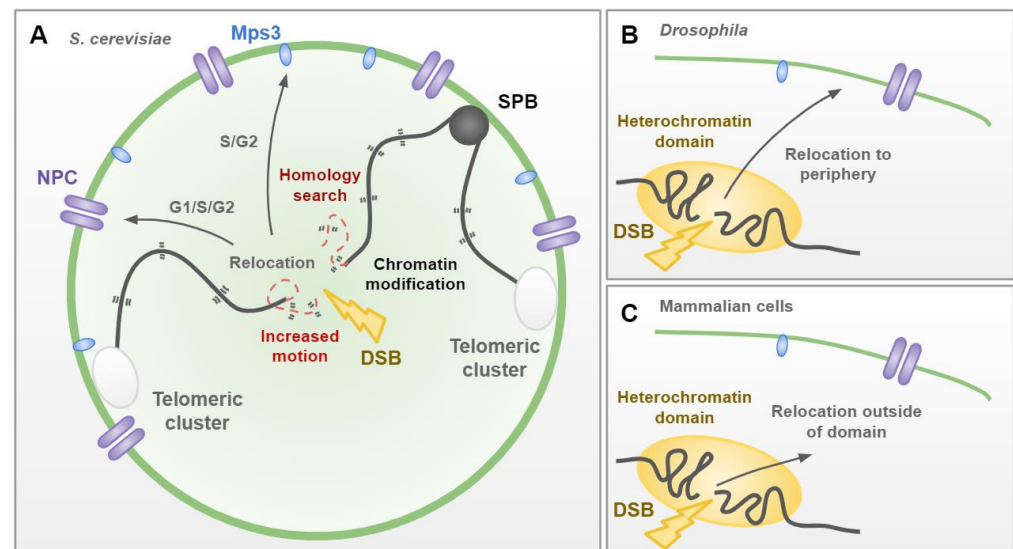 A
S. cerevisiae
Mps3
SPB
S/G2
Homology
search
NPC
G1/S/G2
Relocation
Chromatin
modification
Increased
motion
DSB
Telomeric
cluster
Telomeric
cluster
B
Drosophila
Heterochromatin
domain
Relocation to
periphery
DSB
C
Mammalian cells
Heterochromatin
domain
Relocation outside
of domain
DSB